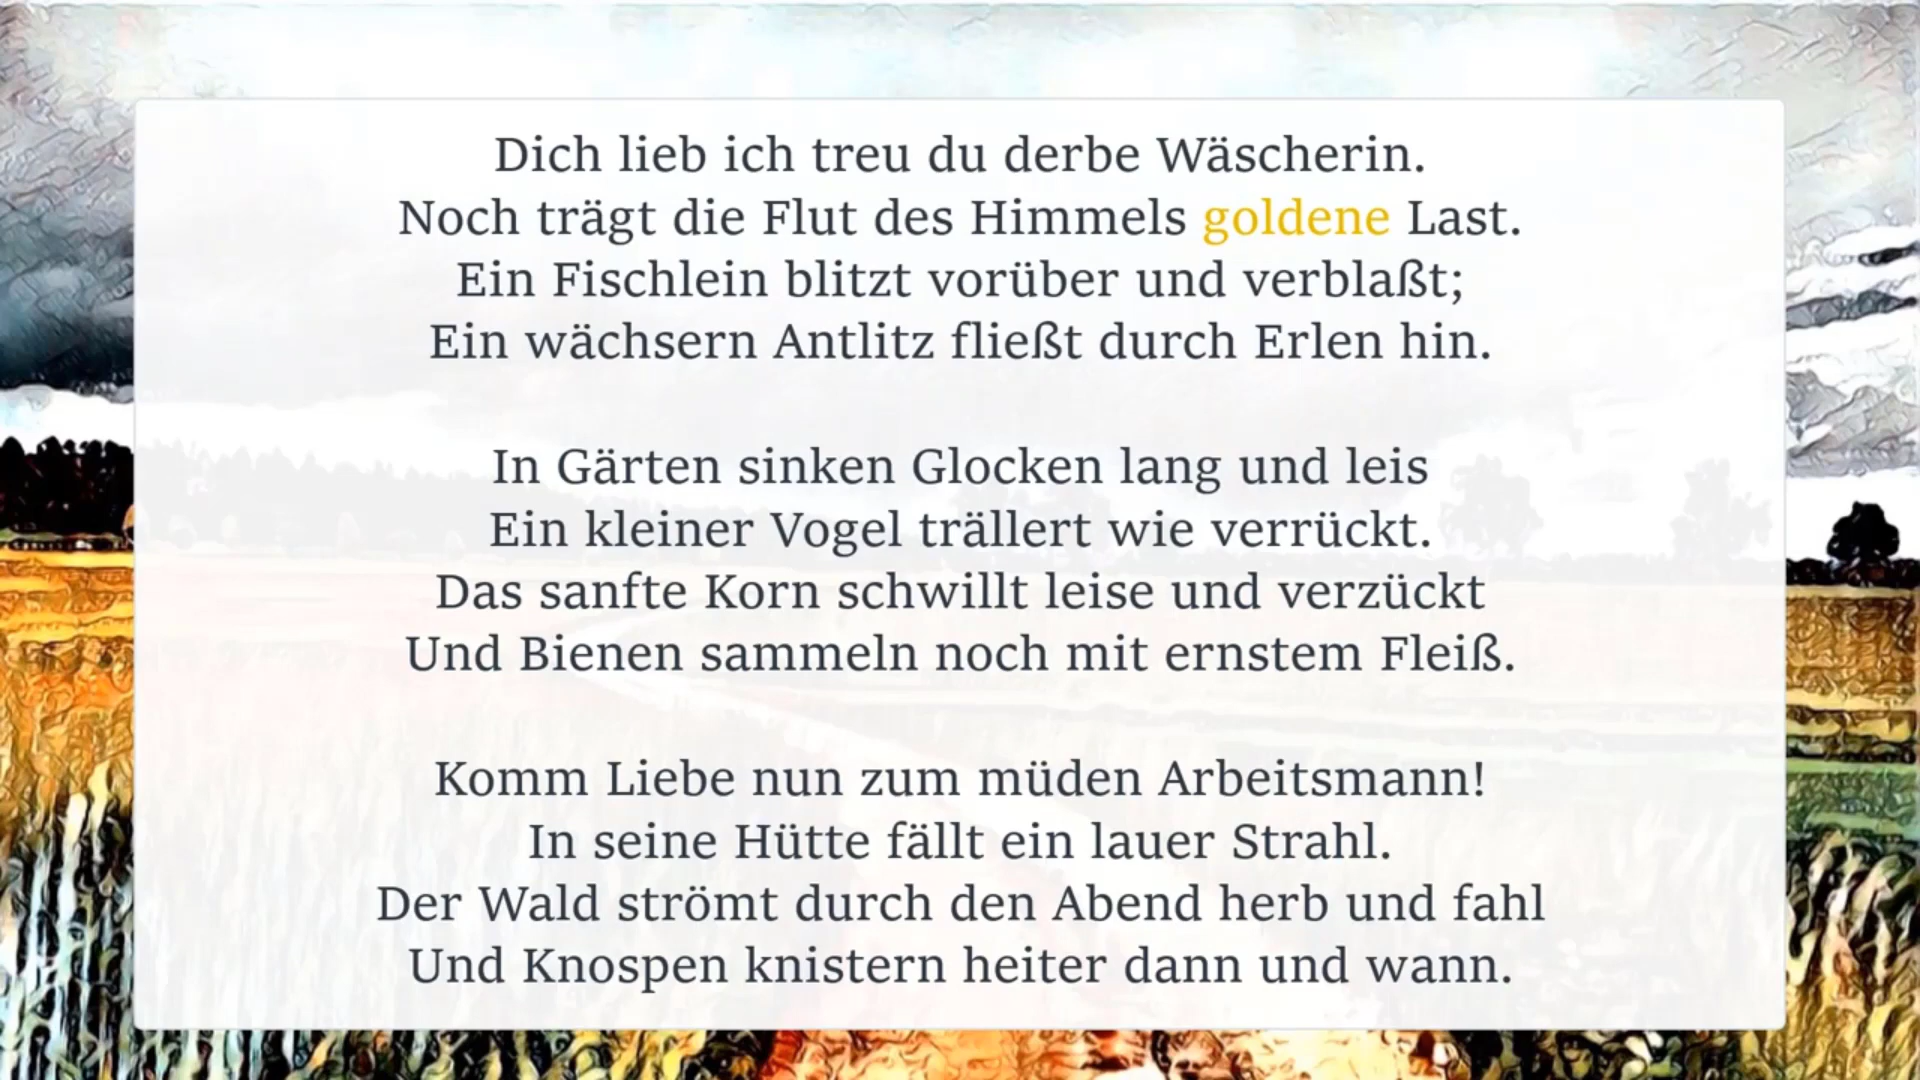 Dich lieb ich treu du derbe Wäscherin.
Noch trägt die Flut des Himmels goldene Last.
Ein Fischlein blitzt vorüber und verblaßt;
Ein wächsern Antlitz fließt durch Erlen hin.
In Gärten sinken Glocken lang und leis
Ein kleiner Vogel trällert wie verrückt.
Das sanfte Korn schwillt leise und verzückt
Und Bienen sammeln noch mit ernstem Fleiß.
Komm Liebe nun zum müden Arbeitsmann!
In seine Hütte fällt ein lauer Strahl.
Der Wald strömt durch den Abend herb und fahl
Und Knospen knistern heiter dann und wann.